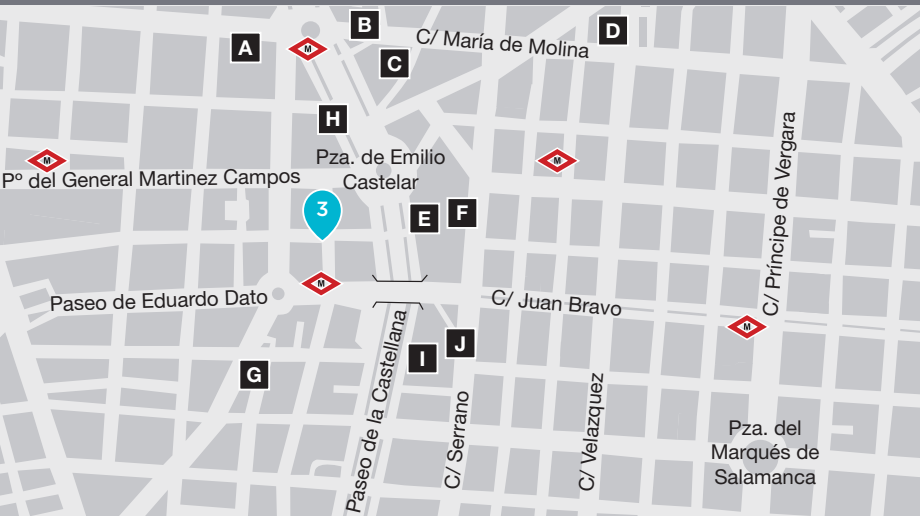 B
D
C/ María de Molina
A
M
C
H
C/ Príncipe de Vergara
Pza. de Emilio
Castelar
M
M
Pº del General Martinez Campos
3
E
F
M
Paseo de Eduardo Dato
C/ Juan Bravo
M
J
I
G
Paseo de la Castellana
C/ Serrano
C/ Velazquez
Pza. del
Marqués de
Salamanca